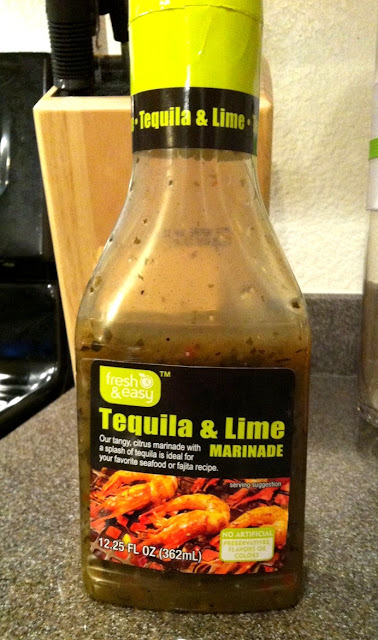 Tequila & Lime
fresh
&easy
TM
Tequila & Lime
MARINADE
Our tangy, citrus marinade with
a splash of tequila is ideal for
your favorite seafood or fajita recipe.
serving suggestion
12.25 FL OZ (362mL)
NO ARTIFICIAL
PRESERVATIVES
FLAVORS OR
COLORS